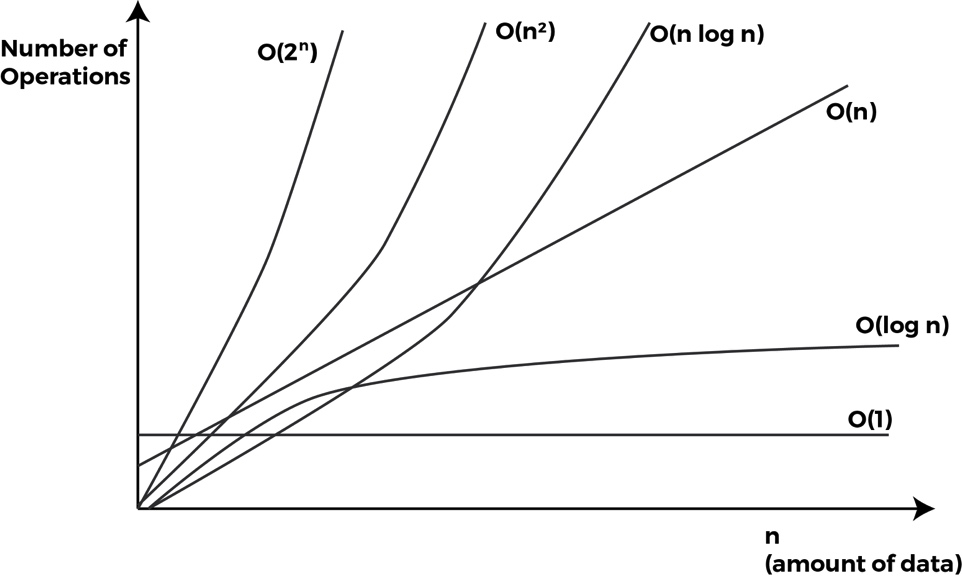 Number of
Operations
O(2ⁿ)
O(n²)
O(n log n)
O(n)
O(log n)
O(1)
n
(amount of data)